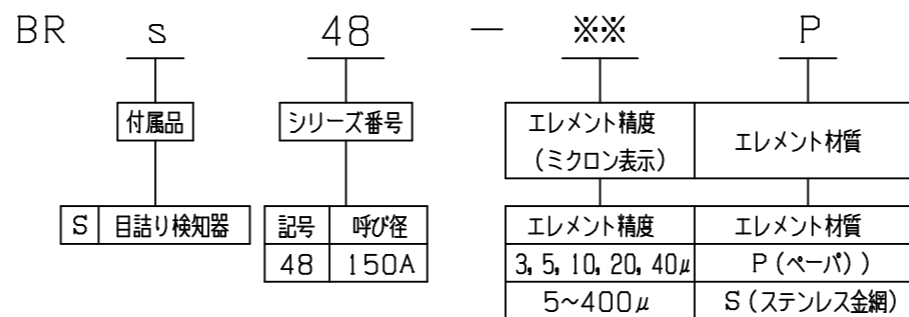 BR s 48 － ※※ P
付属品 シリーズ番号 エレメント精度 エレメント材質
(ミクロン表示)
S 目詰り検知器 記号 呼び径 エレメント精度 エレメント材質
48 150A 3, 5, 10, 20, 40μ P(ペーパ))
5~400μ S(ステンレス金網)